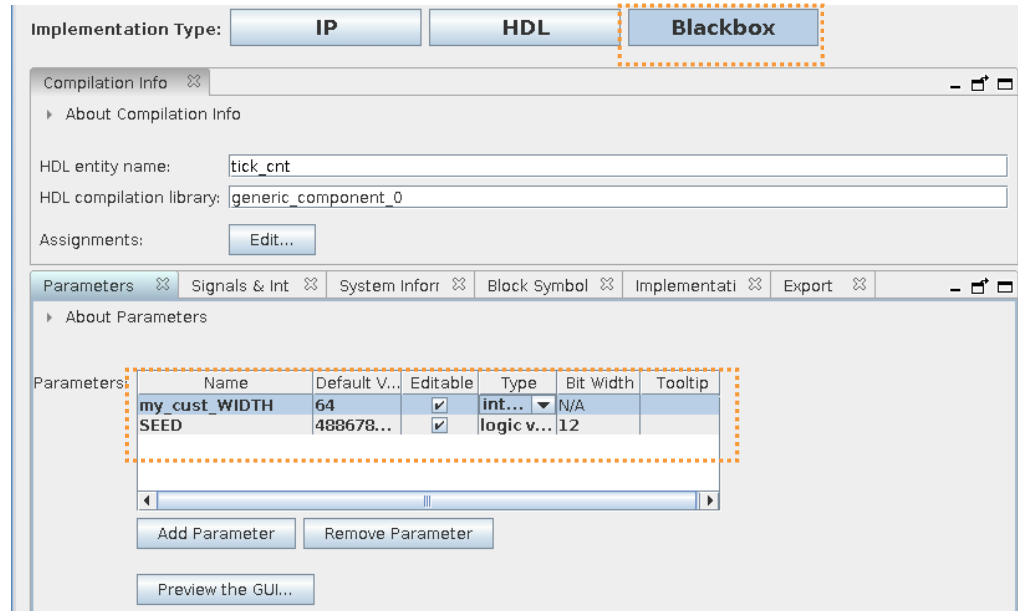 Implementation Type: IP HDL Blackbox
Compilation Info
About Compilation Info
HDL entity name: tick_cnt
HDL compilation library: generic_component_0
Assignments: Edit...
Parameters Signals & Int System Inforr Block Symbol Implementati Export
About Parameters
Parameters: Name Default V... Editable Type Bit Width Tooltip
my_cust_WIDTH 64 int... N/A
SEED 488678... logic v... 12
Add Parameter Remove Parameter
Preview the GUI...